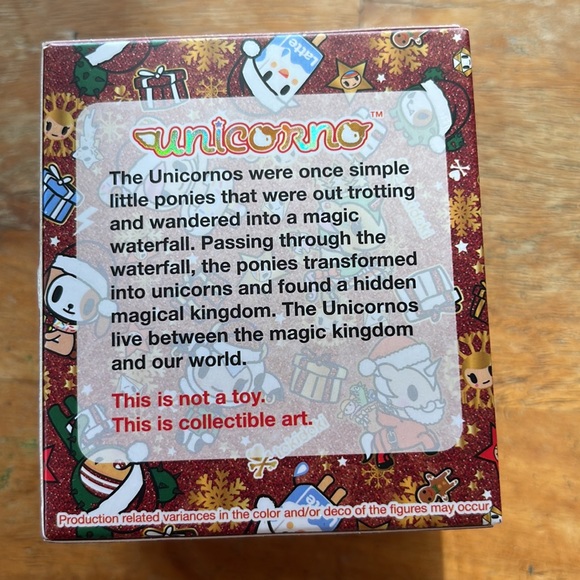 Latte
unicorno™
The Unicornos were once simple
little ponies that were out trotting
and wandered into a magic
waterfall. Passing through the
waterfall, the ponies transformed
into unicorns and found a hidden
magical kingdom. The Unicornos
live between the magic kingdom
and our world.
This is not a toy.
This is collectible art.
Latte
Production related variances in the color and/or deco of the figures may occur